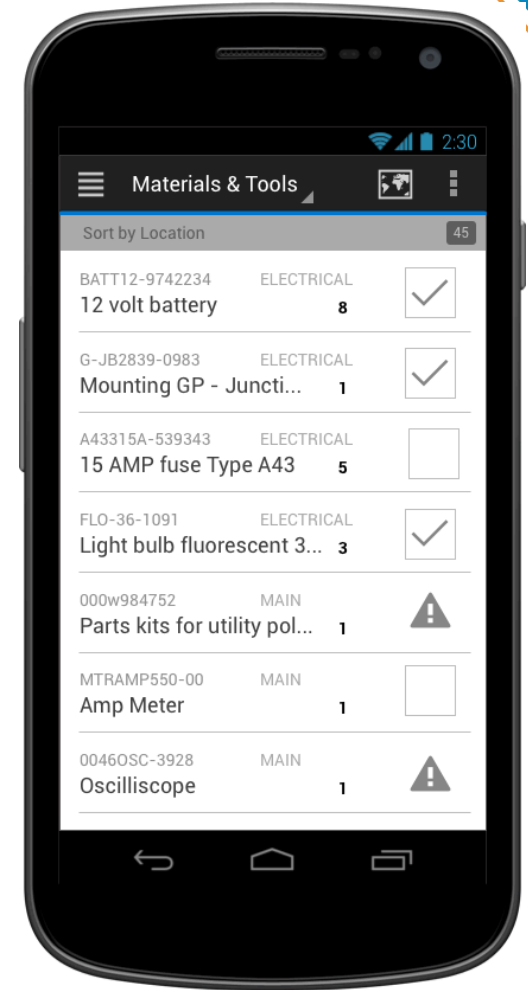 2:30
Materials & Tools
Sort by Location 45
BATT12-9742234 ELECTRICAL
12 volt battery 8
G-JB2839-0983 ELECTRICAL
Mounting GP - Juncti... 1
A43315A-539343 ELECTRICAL
15 AMP fuse Type A43 5
FLO-36-1091 ELECTRICAL
Light bulb fluorescent 3... 3
000w984752 MAIN
Parts kits for utility pol... 1
MTRAMP550-00 MAIN
Amp Meter 1
0046OSC-3928 MAIN
Oscilliscope 1